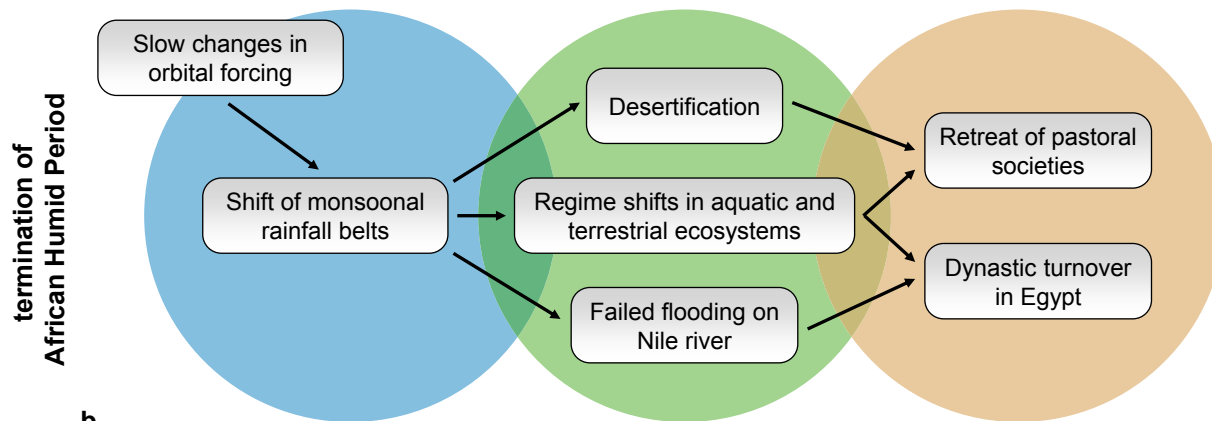 termination of
African Humid Period
Slow changes in
orbital forcing
Shift of monsoonal
rainfall belts
Desertification
Regime shifts in aquatic and
terrestrial ecosystems
Failed flooding on
Nile river
Retreat of pastoral
societies
Dynastic turnover
in Egypt
b